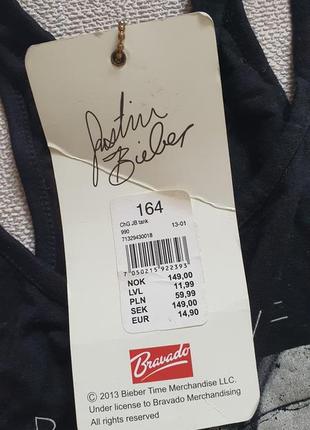 Justin
Bieber
164
ChG JB tank 13-01
990
71329430018
7 050215 922393
NOK 149,00
LVL 11,99
PLN 59,99
SEK 149,00
EUR 14,90
Bravado
© 2013 Bieber Time Merchandise LLC.
Under license to Bravado Merchandising
All rights reserved